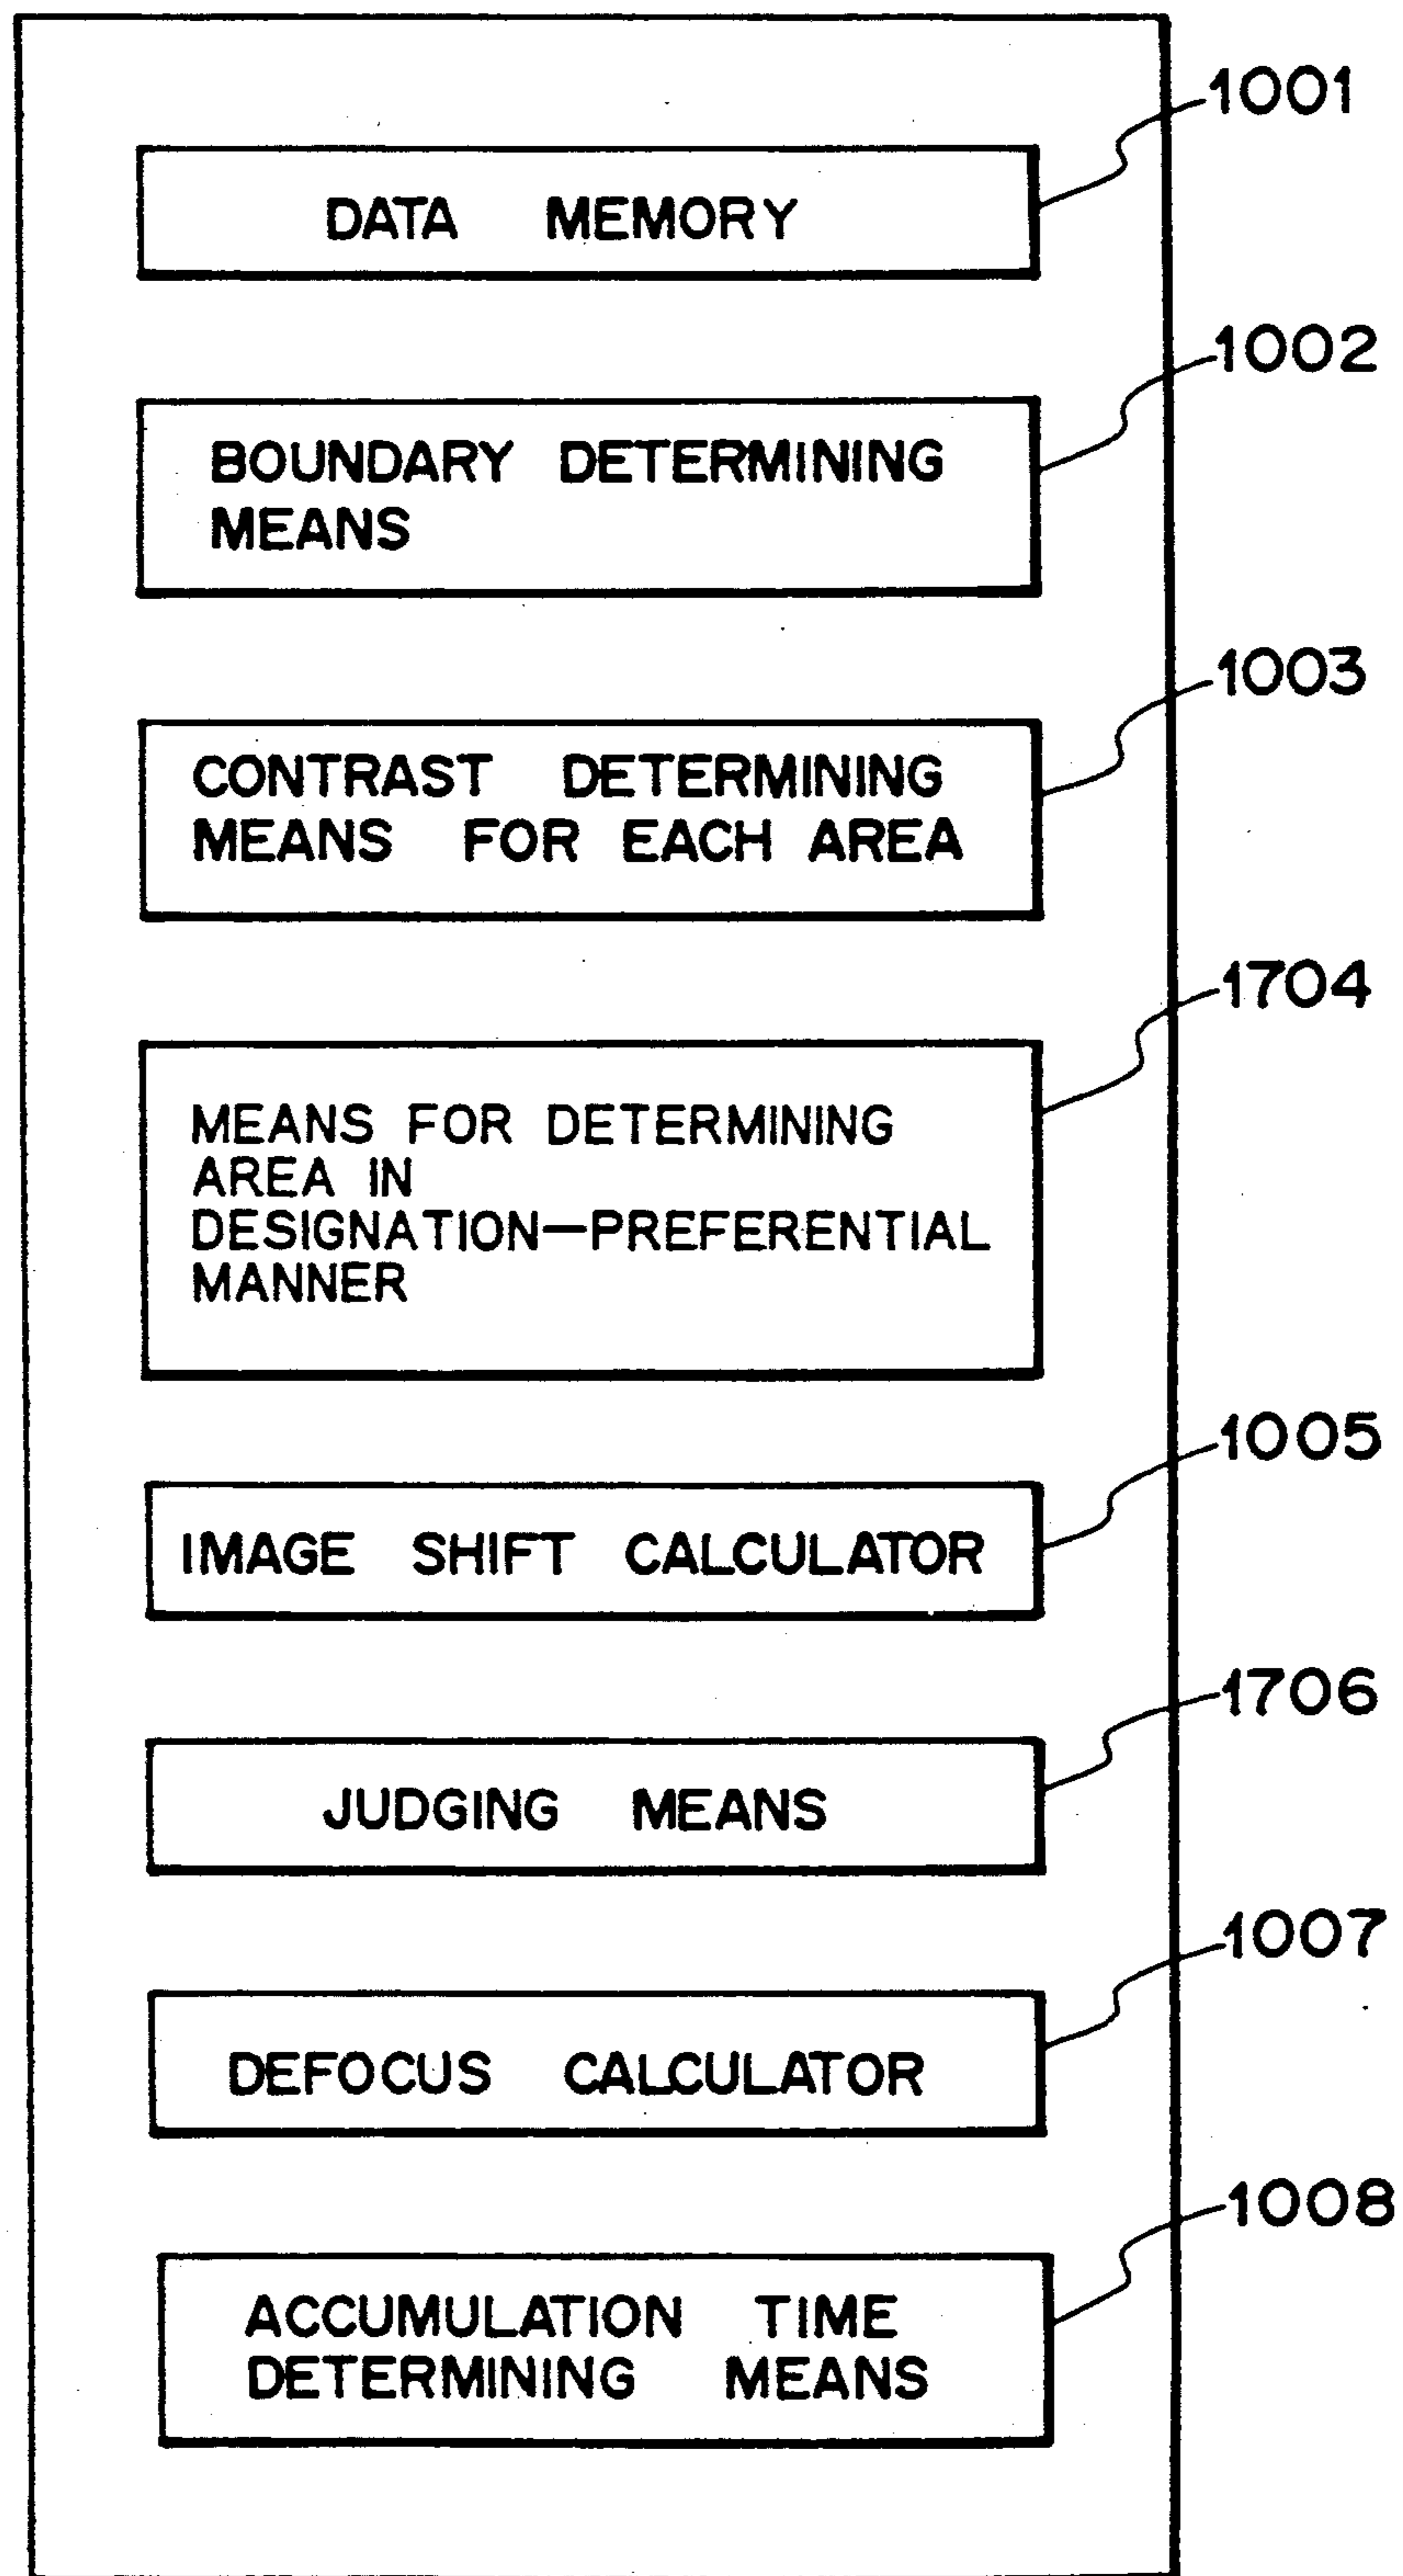 1001
DATA MEMORY
1002
BOUNDARY DETERMINING
MEANS
1003
CONTRAST DETERMINING
MEANS FOR EACH AREA
1704
MEANS FOR DETERMINING
AREA IN
DESIGNATION—PREFERENTIAL
MANNER
1005
IMAGE SHIFT CALCULATOR
1706
JUDGING MEANS
1007
DEFOCUS CALCULATOR
1008
ACCUMULATION TIME
DETERMINING MEANS